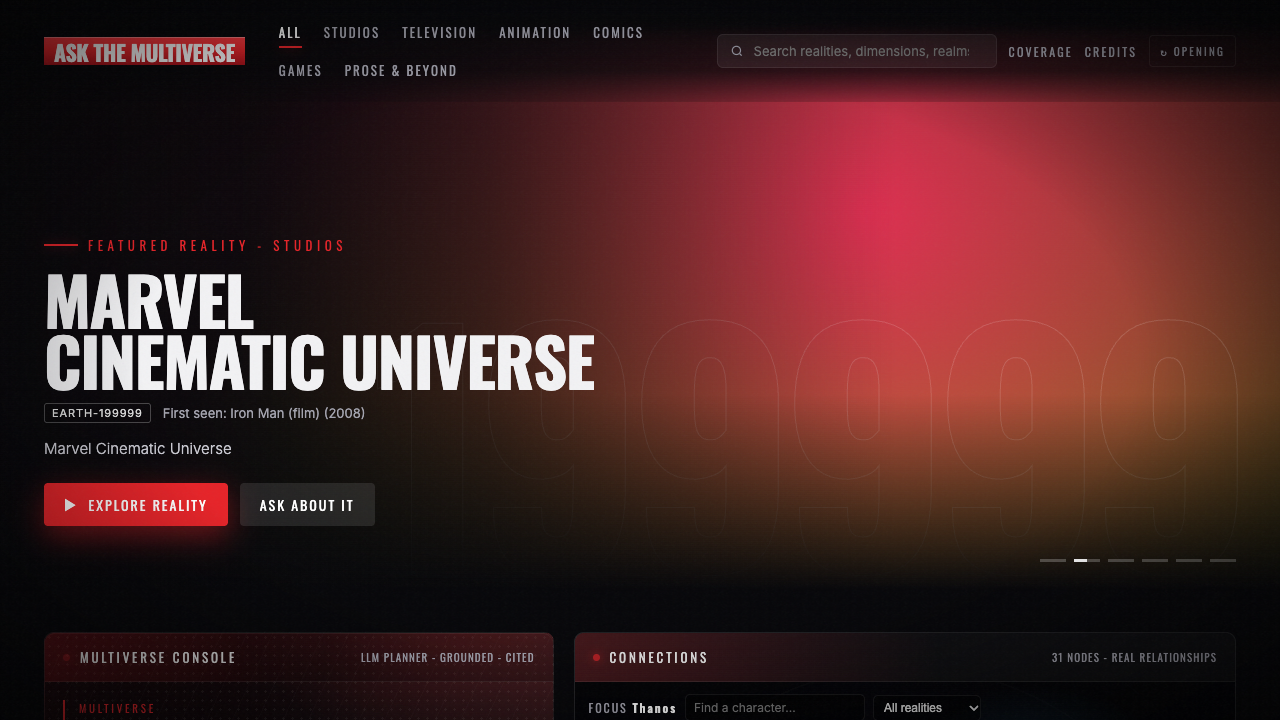 ASK THE MULTIVERSE
ALL STUDIOS TELEVISION ANIMATION COMICS
GAMES PROSE & BEYOND
Search realities, dimensions, realms
COVERAGE CREDITS ↻ OPENING
FEATURED REALITY - STUDIOS
MARVEL
CINEMATIC UNIVERSE
199999
EARTH-199999 First seen: Iron Man (film) (2008)
Marvel Cinematic Universe
EXPLORE REALITY ASK ABOUT IT
MULTIVERSE CONSOLE LLM PLANNER - GROUNDED - CITED
CONNECTIONS 31 NODES - REAL RELATIONSHIPS
MULTIVERSE
FOCUS Thanos Find a character... All realities